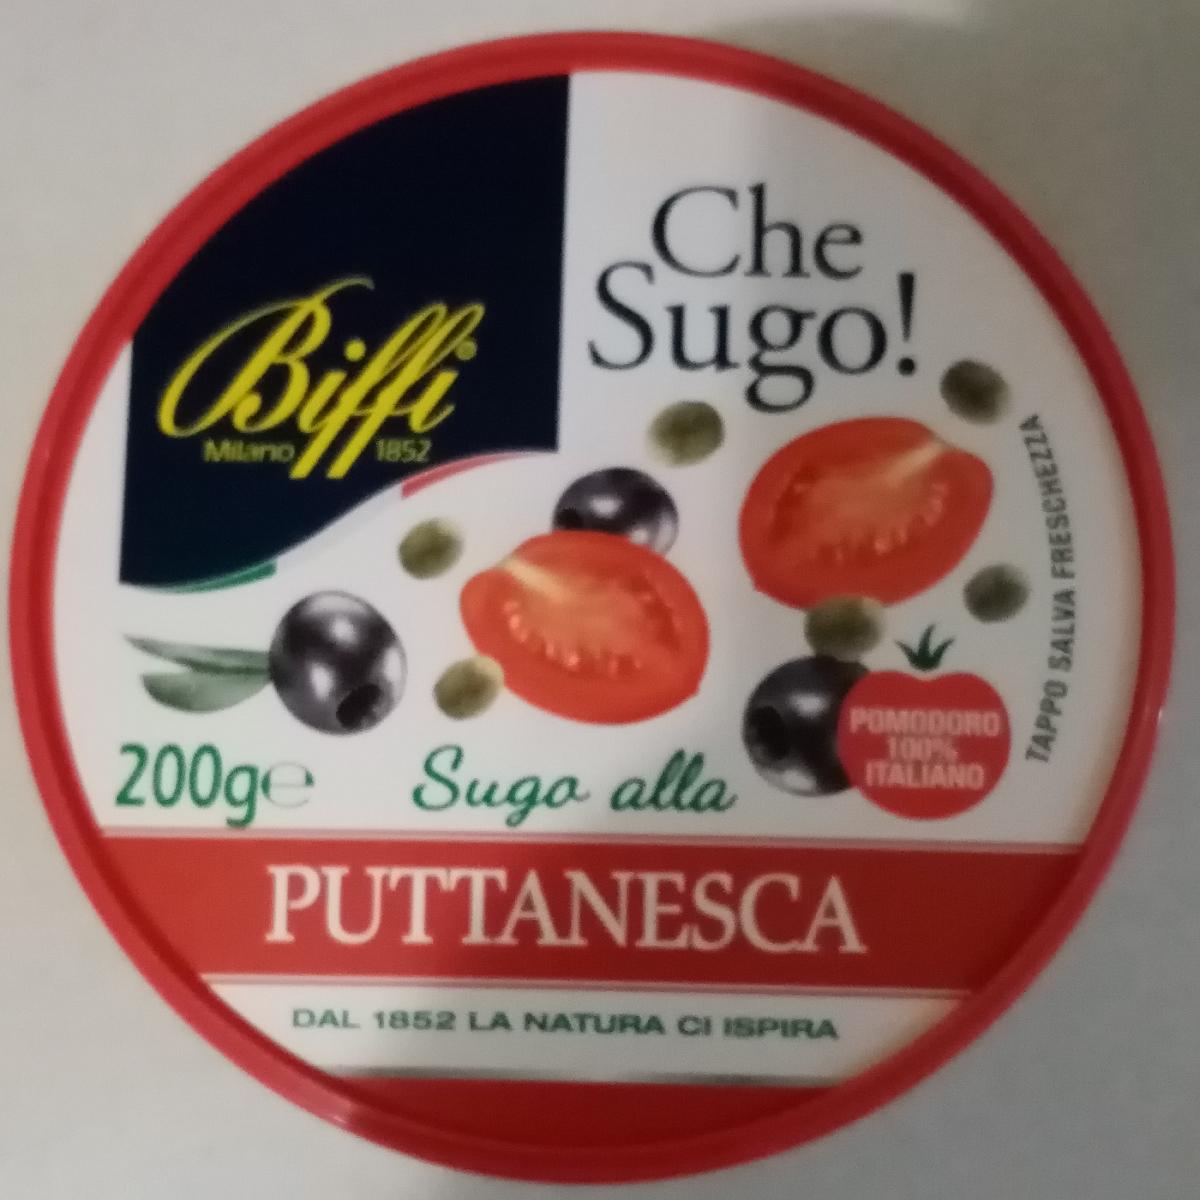 Che
Sugo!
Biffi®
Milano 1852
TAPPO SALVA FRESCHEZZA
POMODORO
100%
ITALIANO
200g℮
Sugo alla
PUTTANESCA
DAL 1852 LA NATURA CI ISPIRA